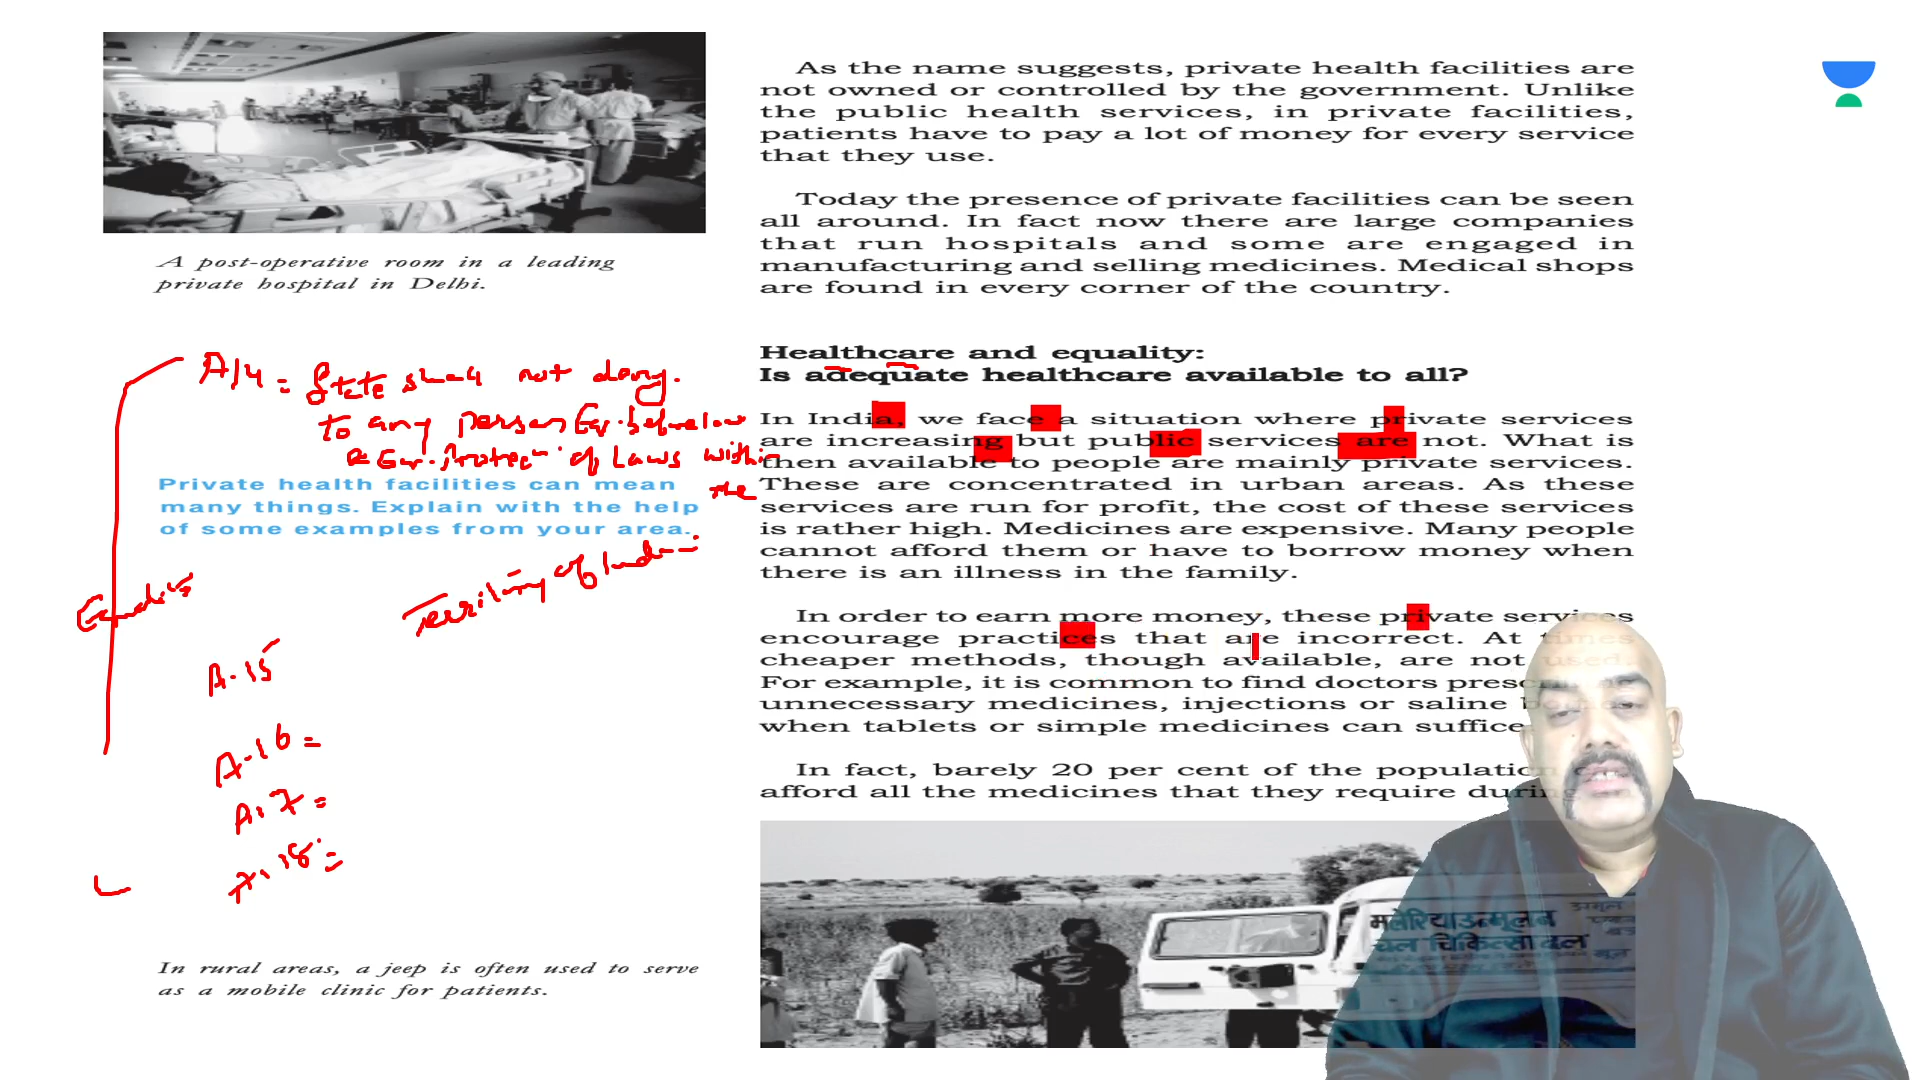 A post-operative room in a leading
private hospital in Delhi.
A14 = State shall not deny
to any person Eq. before law
& Eq. Protecn of Laws within
the
Territory of India
Private health facilities can mean
many things. Explain with the help
of some examples from your area.
Equality
A-15
A-16 =
A. 7 =
A. 18 =
In rural areas, a jeep is often used to serve
as a mobile clinic for patients.
As the name suggests, private health facilities are
not owned or controlled by the government. Unlike
the public health services, in private facilities,
patients have to pay a lot of money for every service
that they use.
Today the presence of private facilities can be seen
all around. In fact now there are large companies
that run hospitals and some are engaged in
manufacturing and selling medicines. Medical shops
are found in every corner of the country.
Healthcare and equality:
Is adequate healthcare available to all?
In India, we face a situation where private services
are increasing but public services are not. What is
then available to people are mainly private services.
These are concentrated in urban areas. As these
services are run for profit, the cost of these services
is rather high. Medicines are expensive. Many people
cannot afford them or have to borrow money when
there is an illness in the family.
In order to earn more money, these private services
encourage practices that are incorrect. At times
cheaper methods, though available, are not used.
For example, it is common to find doctors
unnecessary medicines, injections or saline
when tablets or simple medicines can suffice
In fact, barely 20 per cent of the population
afford all the medicines that they require during
मलेरिया उन्मूलन
चल चिकित्सा दल